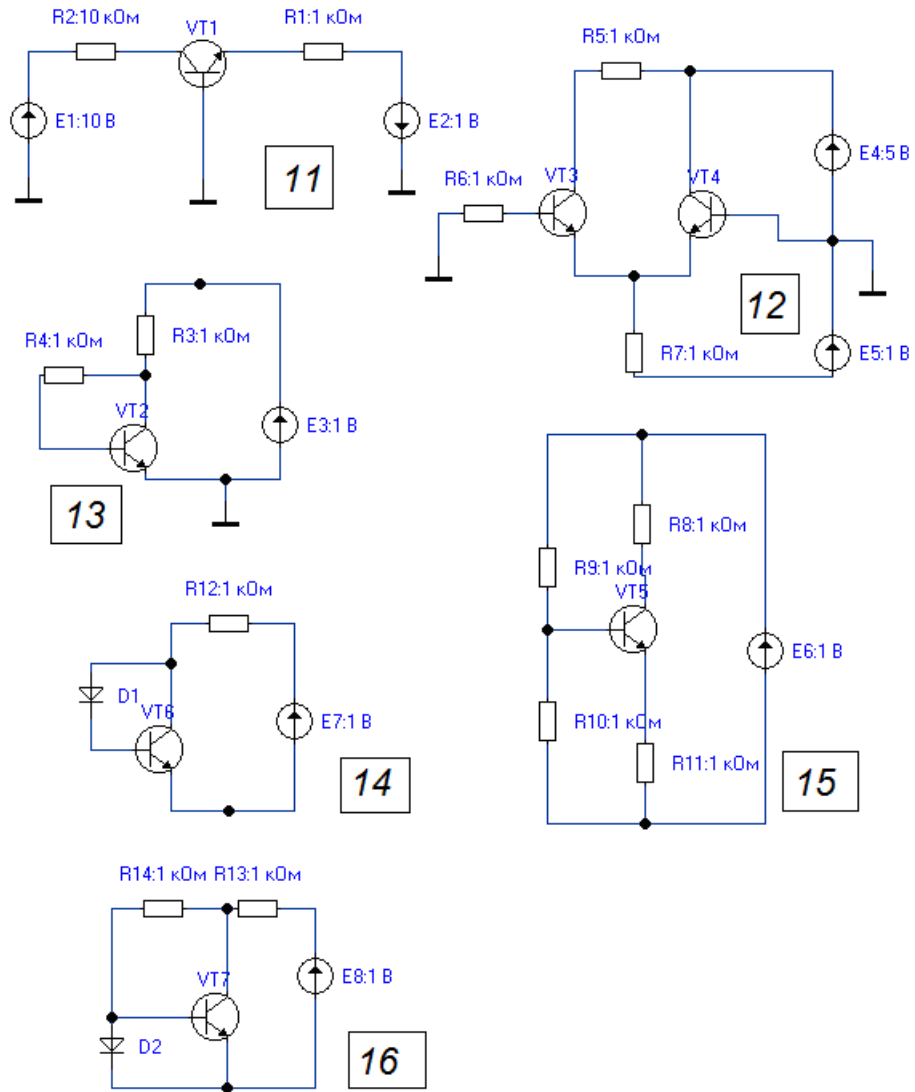 R2:10 кОм
VT1
R1:1 кОм
E1:10 В
E2:1 В
11
R5:1 кОм
VT3
VT4
R6:1 кОм
E4:5 В
12
R7:1 кОм
E5:1 В
R4:1 кОм
R3:1 кОм
VT2
E3:1 В
13
R12:1 кОм
D1
VT6
E7:1 В
14
R8:1 кОм
R9:1 кОм
VT5
E6:1 В
R10:1 кОм
R11:1 кОм
15
R14:1 кОм R13:1 кОм
VT7
E8:1 В
D2
16